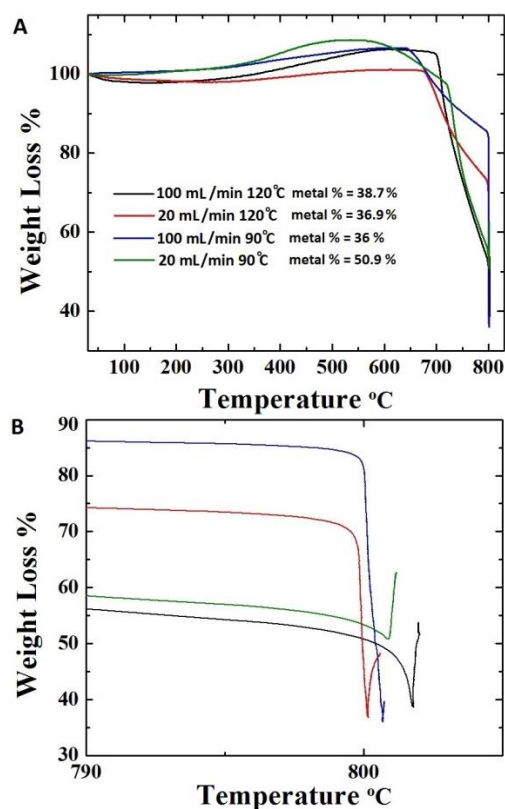 A
Weight Loss %
100
80
60
40
100 mL/min 120°C metal % = 38.7 %
20 mL/min 120°C metal % = 36.9%
100 mL/min 90°C metal % = 36 %
20 mL/min 90°C metal % = 50.9 %
100 200 300 400 500 600 700 800
Temperature °C
B
Weight Loss %
90
80
70
60
50
40
30
790 800
Temperature °C